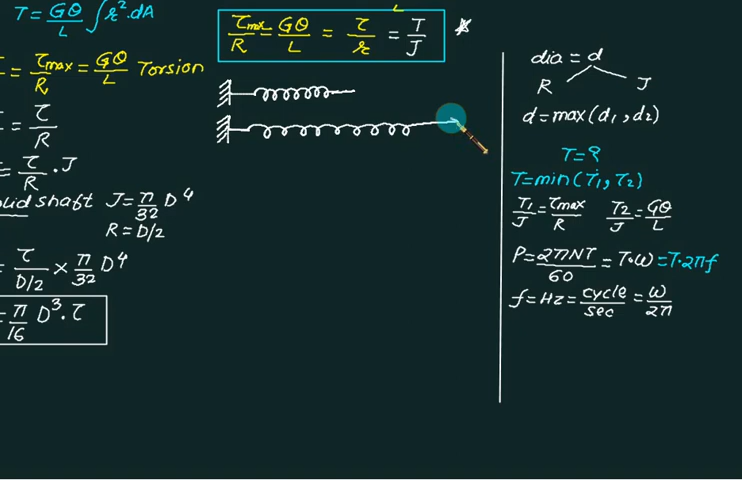 T = Gθ/L ∫ r².dA
= τmax/R = Gθ/L Torsion
= τ/R
= τ/R . J
solid shaft J = π/32 D⁴
R = D/2
= τ/(D/2) × π/32 D⁴
= π/16 D³.τ
τmax/R = Gθ/L = τ/r = T/J
L
dia = d
R J
d = max(d₁, d₂)
T = ?
T = min(T₁, T₂)
T₁/J = τmax/R T₂/J = Gθ/L
P = 2πNT/60 = T.ω = T.2πf
f = Hz = cycle/sec = ω/2π